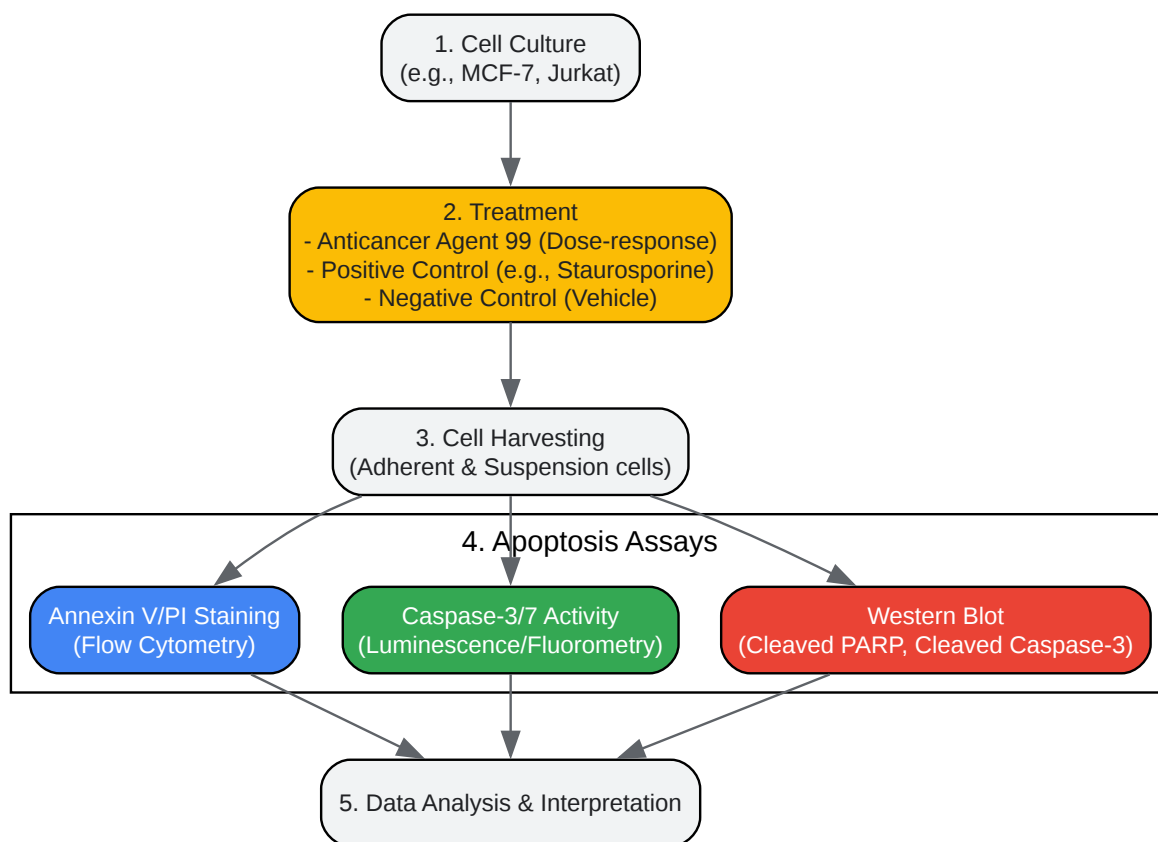 1. Cell Culture
(e.g., MCF-7, Jurkat)
2. Treatment
- Anticancer Agent 99 (Dose-response)
- Positive Control (e.g., Staurosporine)
- Negative Control (Vehicle)
3. Cell Harvesting
(Adherent & Suspension cells)
4. Apoptosis Assays
Annexin V/PI Staining
(Flow Cytometry)
Caspase-3/7 Activity
(Luminescence/Fluorometry)
Western Blot
(Cleaved PARP, Cleaved Caspase-3)
5. Data Analysis & Interpretation